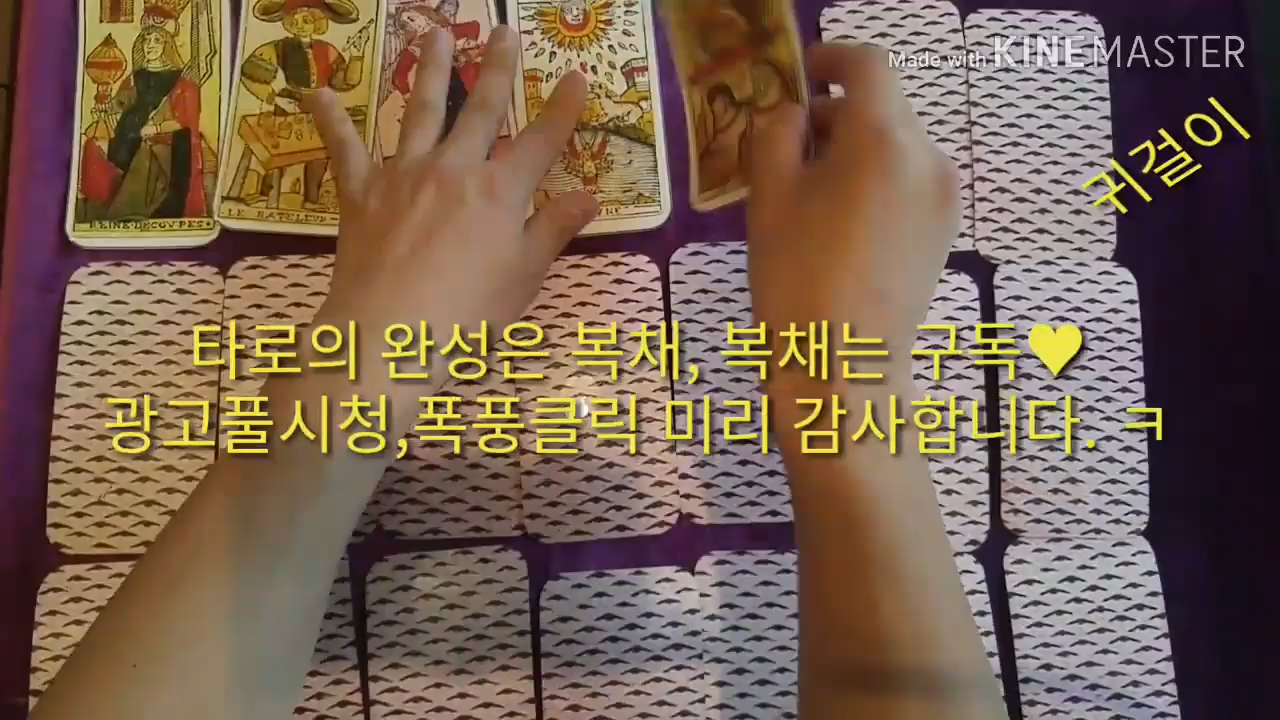 Made with KINEMASTER
귀걸이
REINE·DECOVPES·
LE BATELEUR
타로의 완성은 복채, 복채는 구독♥
광고풀시청,폭풍클릭 미리 감사합니다. ㅋ